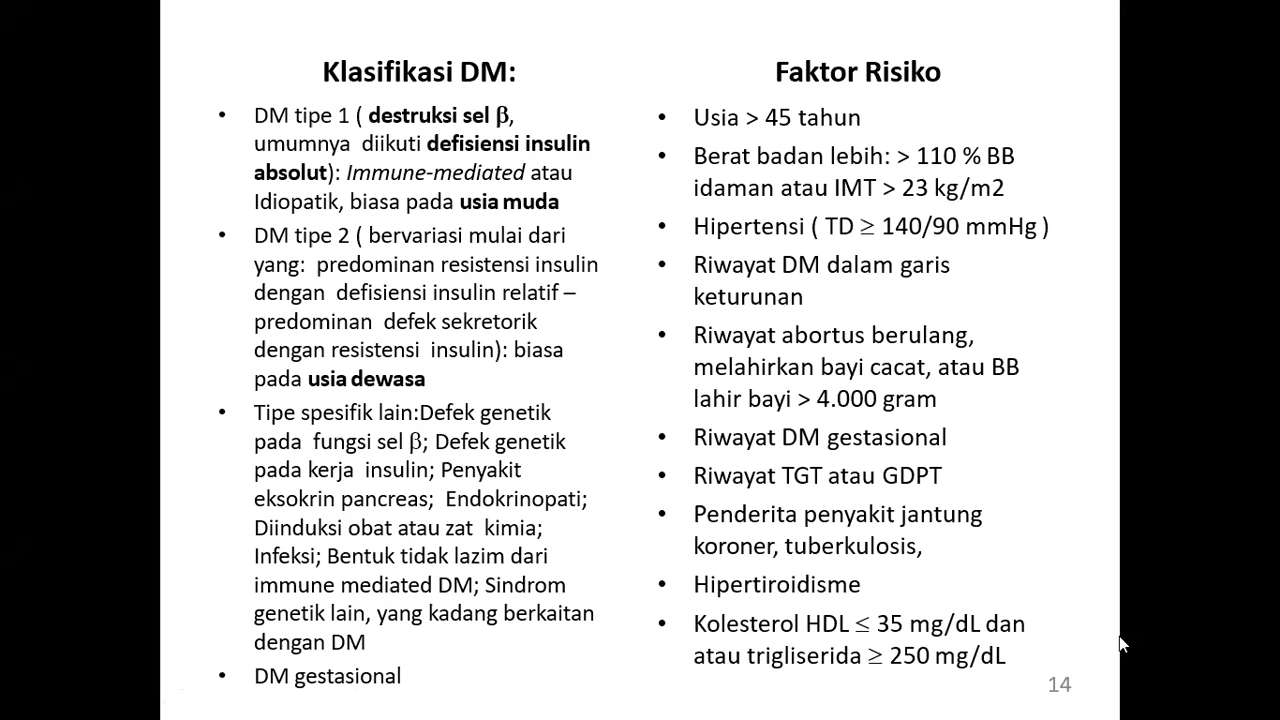 Klasifikasi DM:
• DM tipe 1 ( destruksi sel β,
umumnya diikuti defisiensi insulin
absolut): Immune-mediated atau
Idiopatik, biasa pada usia muda
• DM tipe 2 ( bervariasi mulai dari
yang: predominan resistensi insulin
dengan defisiensi insulin relatif –
predominan defek sekretorik
dengan resistensi insulin): biasa
pada usia dewasa
• Tipe spesifik lain:Defek genetik
pada fungsi sel β; Defek genetik
pada kerja insulin; Penyakit
eksokrin pancreas; Endokrinopati;
Diinduksi obat atau zat kimia;
Infeksi; Bentuk tidak lazim dari
immune mediated DM; Sindrom
genetik lain, yang kadang berkaitan
dengan DM
• DM gestasional
Faktor Risiko
• Usia > 45 tahun
• Berat badan lebih: > 110 % BB
idaman atau IMT > 23 kg/m2
• Hipertensi ( TD ≥ 140/90 mmHg )
• Riwayat DM dalam garis
keturunan
• Riwayat abortus berulang,
melahirkan bayi cacat, atau BB
lahir bayi > 4.000 gram
• Riwayat DM gestasional
• Riwayat TGT atau GDPT
• Penderita penyakit jantung
koroner, tuberkulosis,
• Hipertiroidisme
• Kolesterol HDL ≤ 35 mg/dL dan
atau trigliserida ≥ 250 mg/dL
14